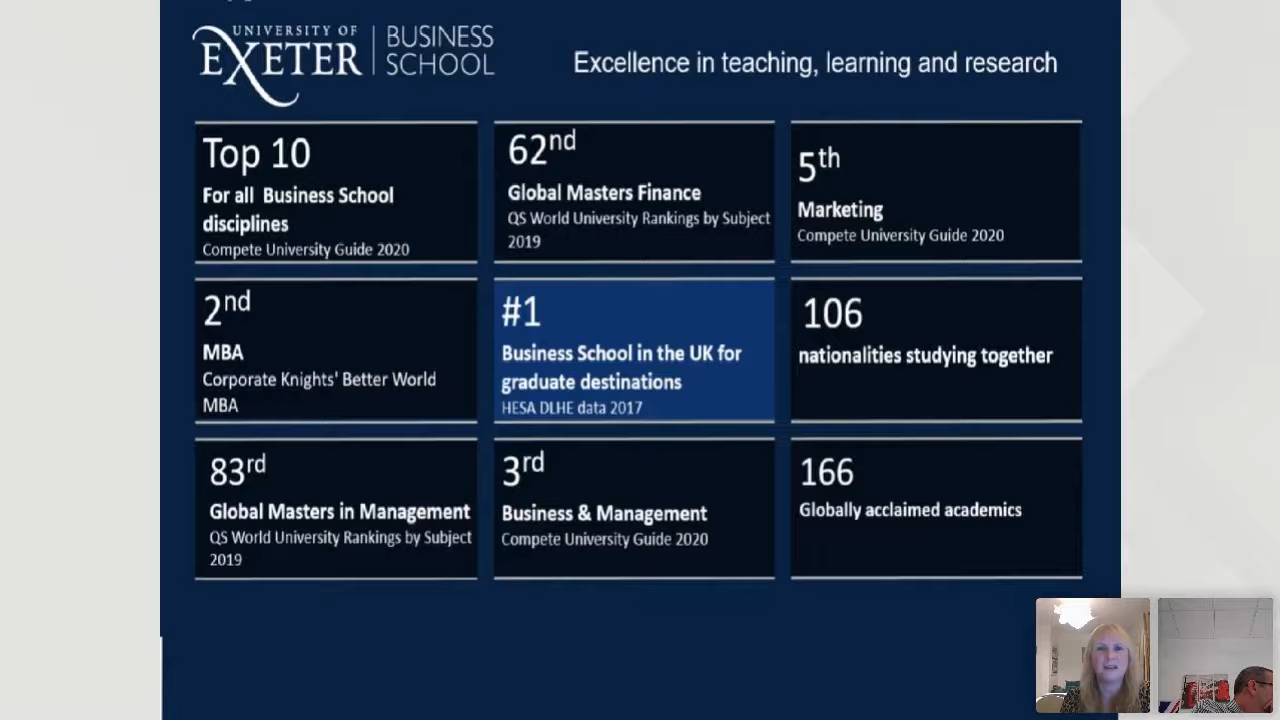 UNIVERSITY OF
EXETER
BUSINESS
SCHOOL
Excellence in teaching, learning and research
Top 10
For all Business School
disciplines
Compete University Guide 2020
62nd
Global Masters Finance
QS World University Rankings by Subject
2019
5th
Marketing
Compete University Guide 2020
2nd
MBA
Corporate Knights' Better World
MBA
#1
Business School in the UK for
graduate destinations
HESA DLHE data 2017
106
nationalities studying together
83rd
Global Masters in Management
QS World University Rankings by Subject
2019
3rd
Business & Management
Compete University Guide 2020
166
Globally acclaimed academics